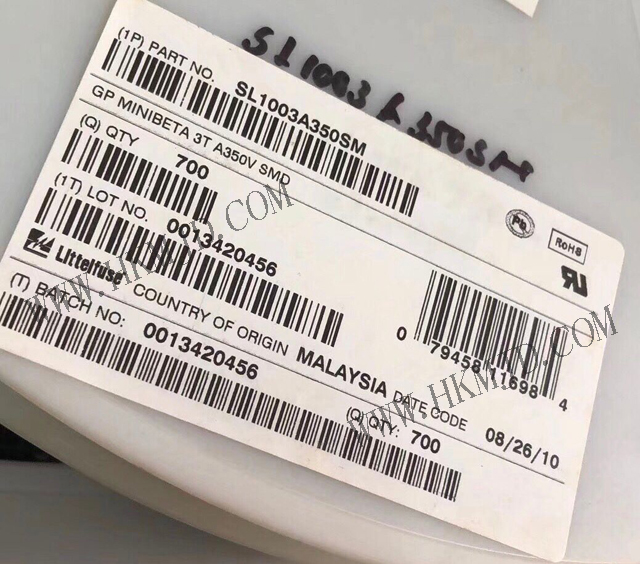 SL1003A350SM
(1P) PART NO. SL1003A350SM
GP MINIBETA 3T A350V SMD
(Q) QTY 700
Pb
RoHS
(1T) LOT NO. 0013420456
Littelfuse
COUNTRY OF ORIGIN MALAYSIA
0 79458 11698 4
(T) BATCH NO: 0013420456
DATE CODE 08/26/10
(Q) QTY: 700
WWW.HKMJD.COM
WWW.HKMJD.COM